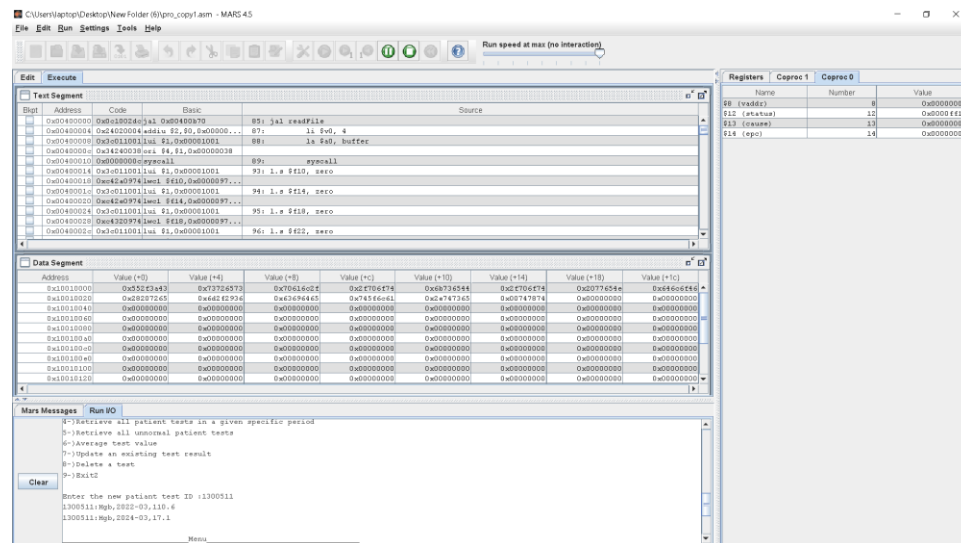 C:\Users\laptop\Desktop\New Folder (6)\pro_copy1.asm - MARS 4.5
File Edit Run Settings Tools Help
Run speed at max (no interaction)
Edit Execute
Text Segment
Bkpt Address Code Basic Source
0x00400000 0x0c1002dc jal 0x00400b70 85: jal readFile
0x00400004 0x24020004 addiu $2,$0,0x00000... 87: li $v0, 4
0x00400008 0x3c011001 lui $1,0x00001001 88: la $a0, buffer
0x0040000c 0x34240038 ori $4,$1,0x00000038
0x00400010 0x0000000c syscall 89: syscall
0x00400014 0x3c011001 lui $1,0x00001001 93: l.s $f10, zero
0x00400018 0xc42a0974 lwc1 $f10,0x0000097...
0x0040001c 0x3c011001 lui $1,0x00001001 94: l.s $f14, zero
0x00400020 0xc42e0974 lwc1 $f14,0x0000097...
0x00400024 0x3c011001 lui $1,0x00001001 95: l.s $f18, zero
0x00400028 0xc4320974 lwc1 $f18,0x0000097...
0x0040002c 0x3c011001 lui $1,0x00001001 96: l.s $f22, zero
Data Segment
Address Value (+0) Value (+4) Value (+8) Value (+c) Value (+10) Value (+14) Value (+18) Value (+1c)
0x10010000 0x552f3a43 0x73726573 0x70616c2f 0x2f706f74 0x6b736544 0x2f706f74 0x2077654e 0x646c6f46
0x10010020 0x28207265 0x6d2f2936 0x63696465 0x745f6c61 0x2e747365 0x00747874 0x00000000 0x00000000
0x10010040 0x00000000 0x00000000 0x00000000 0x00000000 0x00000000 0x00000000 0x00000000 0x00000000
0x10010060 0x00000000 0x00000000 0x00000000 0x00000000 0x00000000 0x00000000 0x00000000 0x00000000
0x10010080 0x00000000 0x00000000 0x00000000 0x00000000 0x00000000 0x00000000 0x00000000 0x00000000
0x100100a0 0x00000000 0x00000000 0x00000000 0x00000000 0x00000000 0x00000000 0x00000000 0x00000000
0x100100c0 0x00000000 0x00000000 0x00000000 0x00000000 0x00000000 0x00000000 0x00000000 0x00000000
0x100100e0 0x00000000 0x00000000 0x00000000 0x00000000 0x00000000 0x00000000 0x00000000 0x00000000
0x10010100 0x00000000 0x00000000 0x00000000 0x00000000 0x00000000 0x00000000 0x00000000 0x00000000
0x10010120 0x00000000 0x00000000 0x00000000 0x00000000 0x00000000 0x00000000 0x00000000 0x00000000
Mars Messages Run I/O
4-)Retrieve all patient tests in a given specific period
5-)Retrieve all unnormal patient tests
6-)Average test value
7-)Update an existing test result
8-)Delete a test
9-)Exit2
Clear
Enter the new patiant test ID :1300511
1300511:Hgb,2022-03,110.6
1300511:Hgb,2024-03,17.1
Menu
Registers Coproc 1 Coproc 0
Name Number Value
$8 (vaddr) 8 0x0000000
$12 (status) 12 0x0000ff1
$13 (cause) 13 0x0000000
$14 (epc) 14 0x0000000